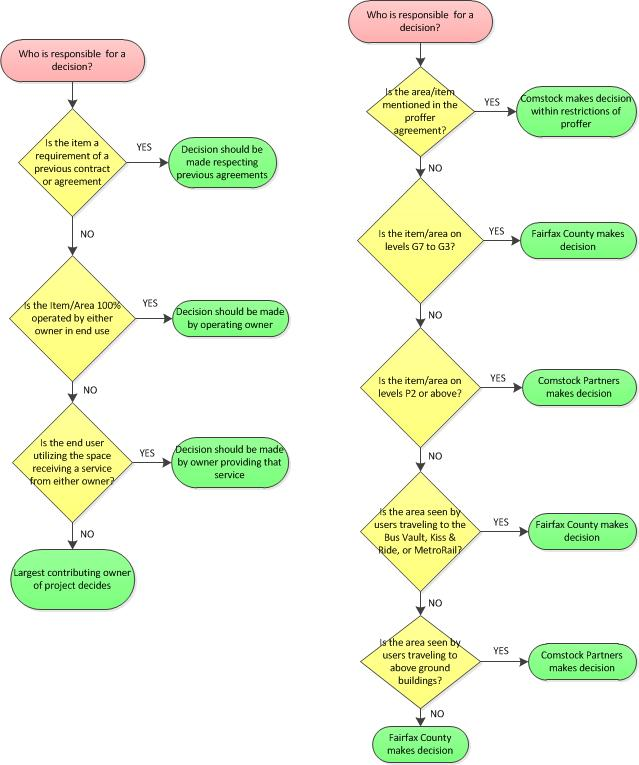 Who is responsible for a
decision?
Is the item a
requirement of a
previous contract
or agreement
YES
Decision should be
made respecting
previous agreements
NO
Is the Item/Area 100%
operated by either
owner in end use
YES
Decision should be made
by operating owner
NO
Is the end user
utilizing the space
receiving a service
from either owner?
YES
Decision should be made
by owner providing that
service
NO
Largest contributing owner
of project decides
Who is responsible for a
decision?
Is the area/item
mentioned in the
proffer
agreement?
YES
Comstock makes decision
within restrictions of
proffer
NO
Is the item/area on
levels G7 to G3?
YES
Fairfax County makes
decision
NO
Is the item/area on
levels P2 or above?
YES
Comstock Partners
makes decision
NO
Is the area seen by
users traveling to the
Bus Vault, Kiss &
Ride, or MetroRail?
YES
Fairfax County makes
decision
NO
Is the area seen by
users traveling to
above ground
buildings?
YES
Comstock Partners
makes decision
NO
Fairfax County
makes decision